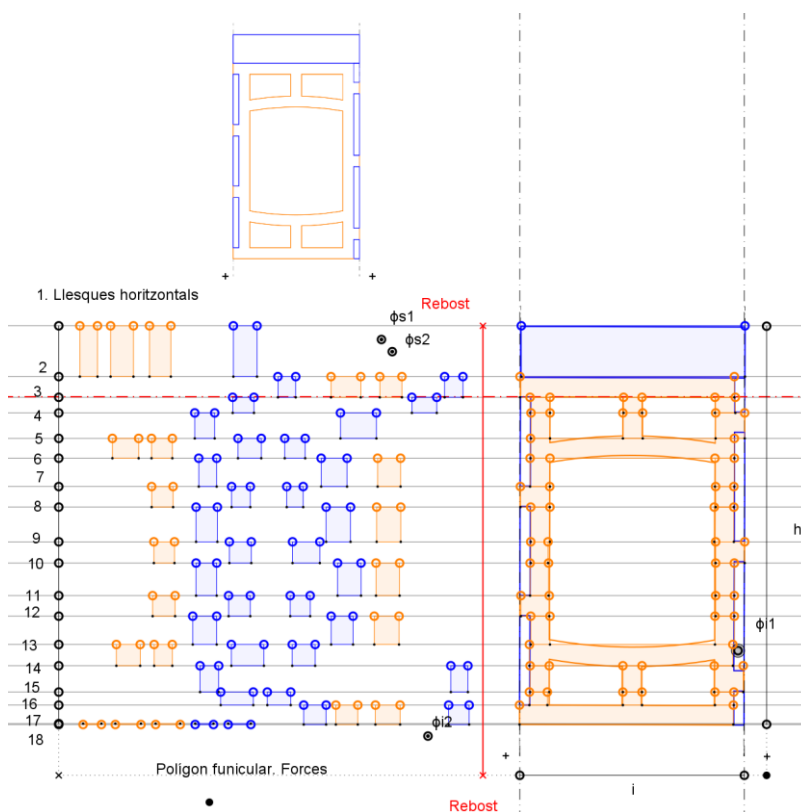 1. Llesques horitzontals
Rebost
ϕs1
ϕs2
2
3
4
5
6
7
8
9
h
10
11
12
ϕi1
13
14
15
16
17
ϕi2
18
Poligon funicular. Forces
i
Rebost